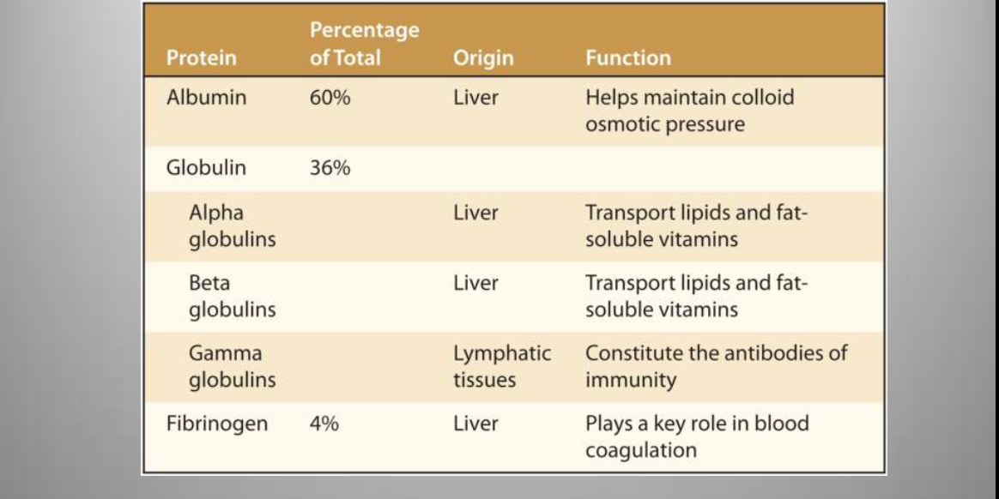 Protein Percentage of Total Origin Function
Albumin 60% Liver Helps maintain colloid
osmotic pressure
Globulin 36%
Alpha globulins Liver Transport lipids and fat-
soluble vitamins
Beta globulins Liver Transport lipids and fat-
soluble vitamins
Gamma globulins Lymphatic tissues Constitute the antibodies of
immunity
Fibrinogen 4% Liver Plays a key role in blood
coagulation